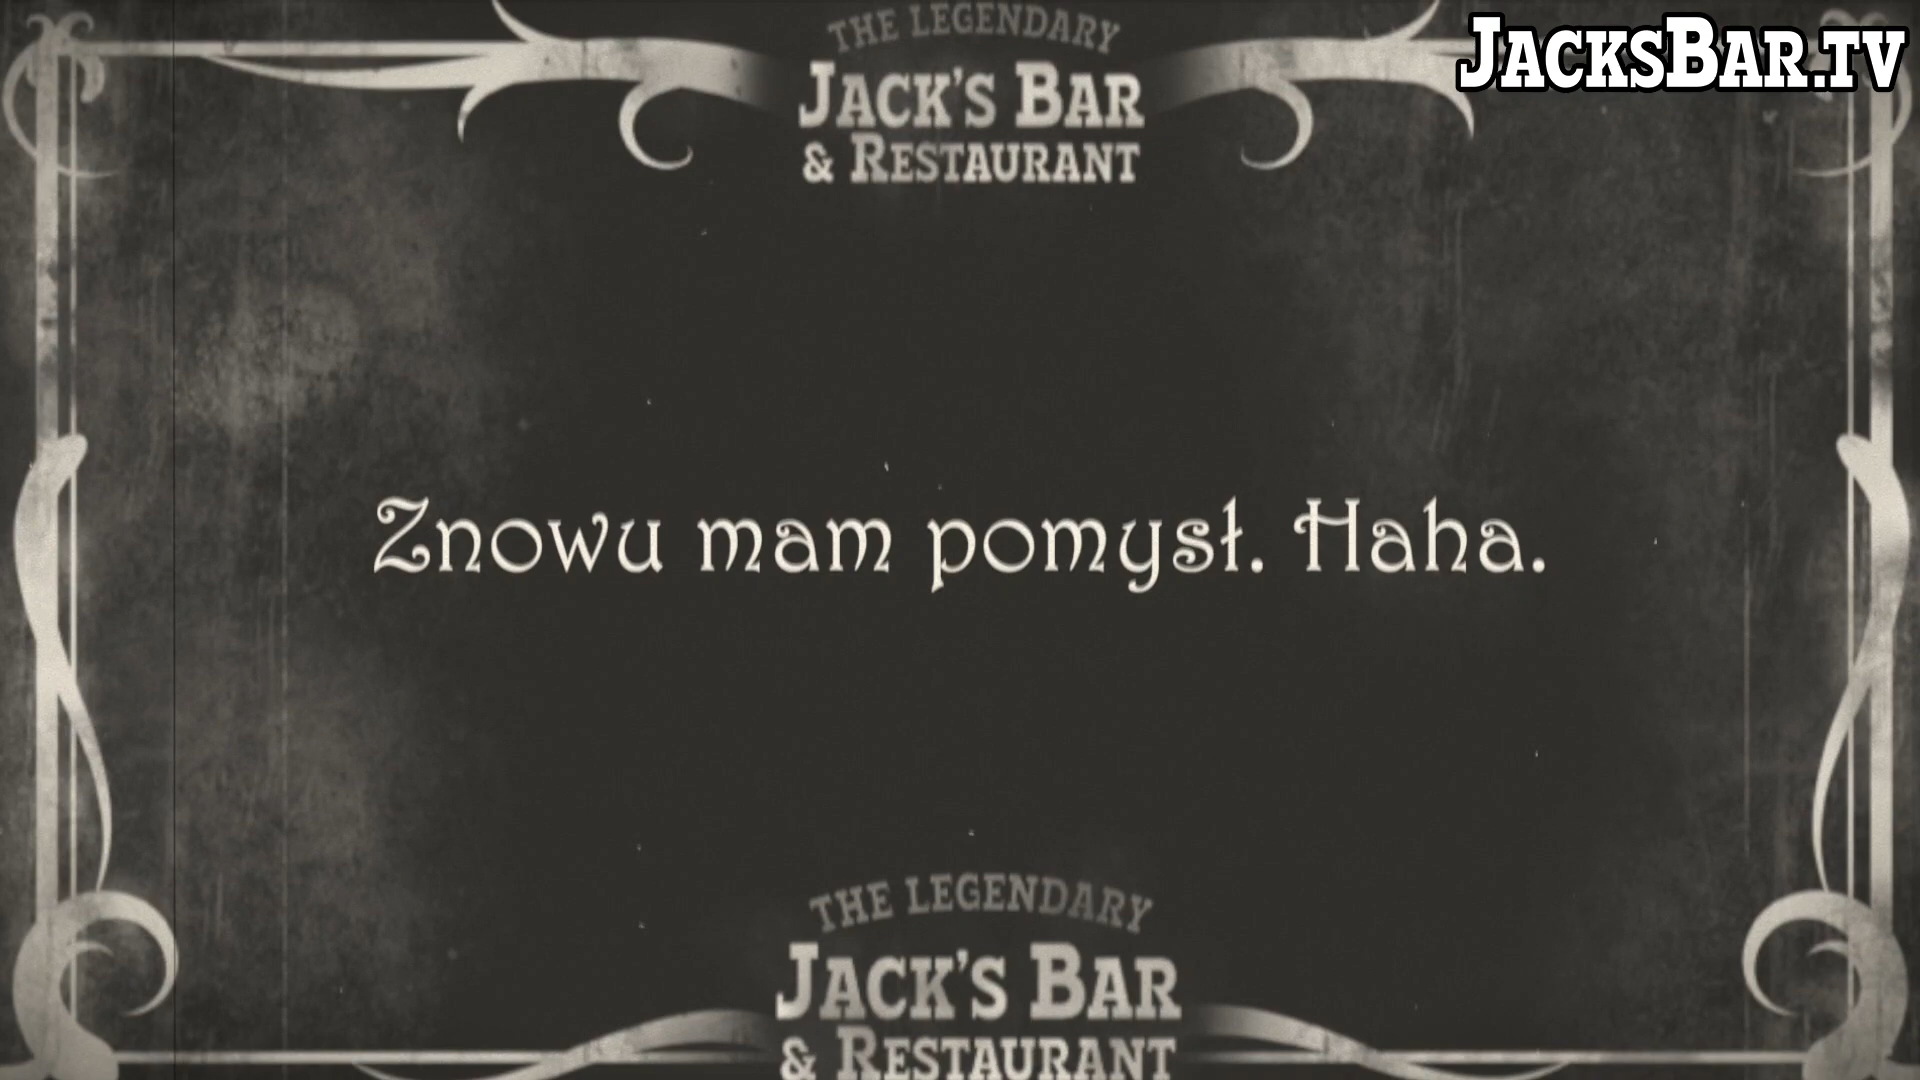 THE LEGENDARY
JACK'S BAR
& RESTAURANT
JACKSBAR.TV
Znowu mam pomysł. Haha.
THE LEGENDARY
JACK'S BAR
& RESTAURANT